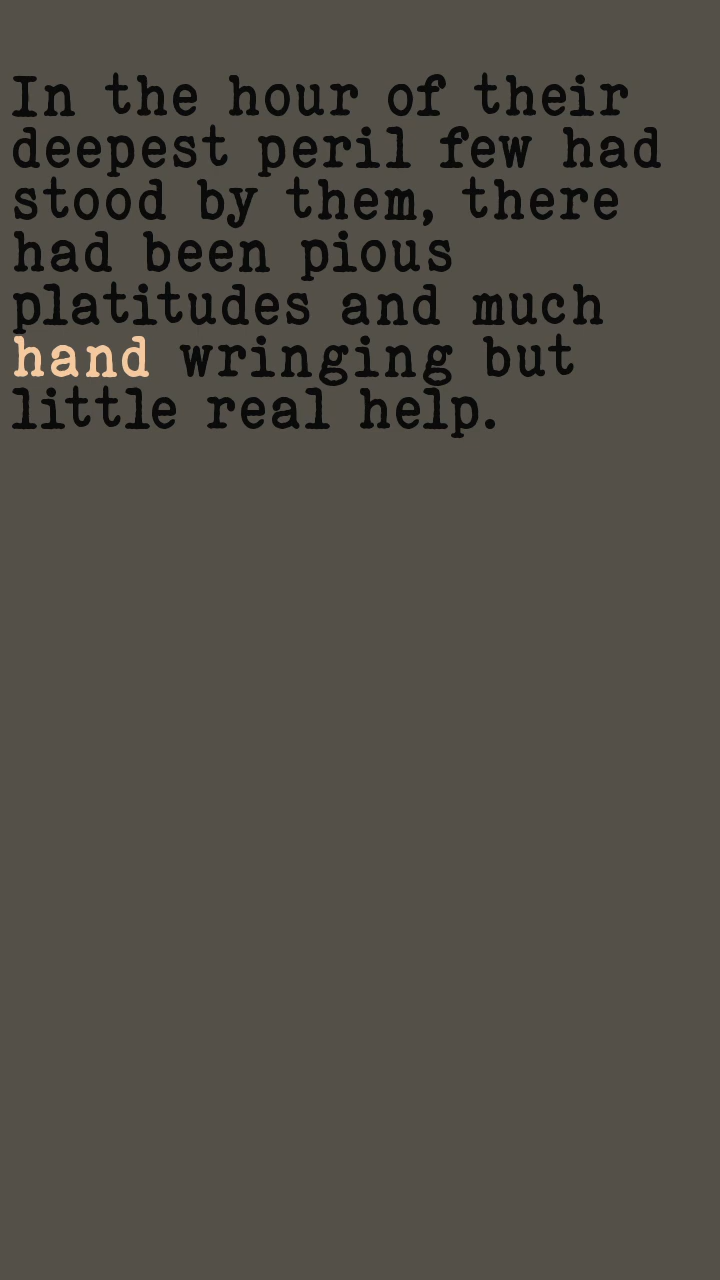 In the hour of their
deepest peril few had
stood by them, there
had been pious
platitudes and much
hand wringing but
little real help.